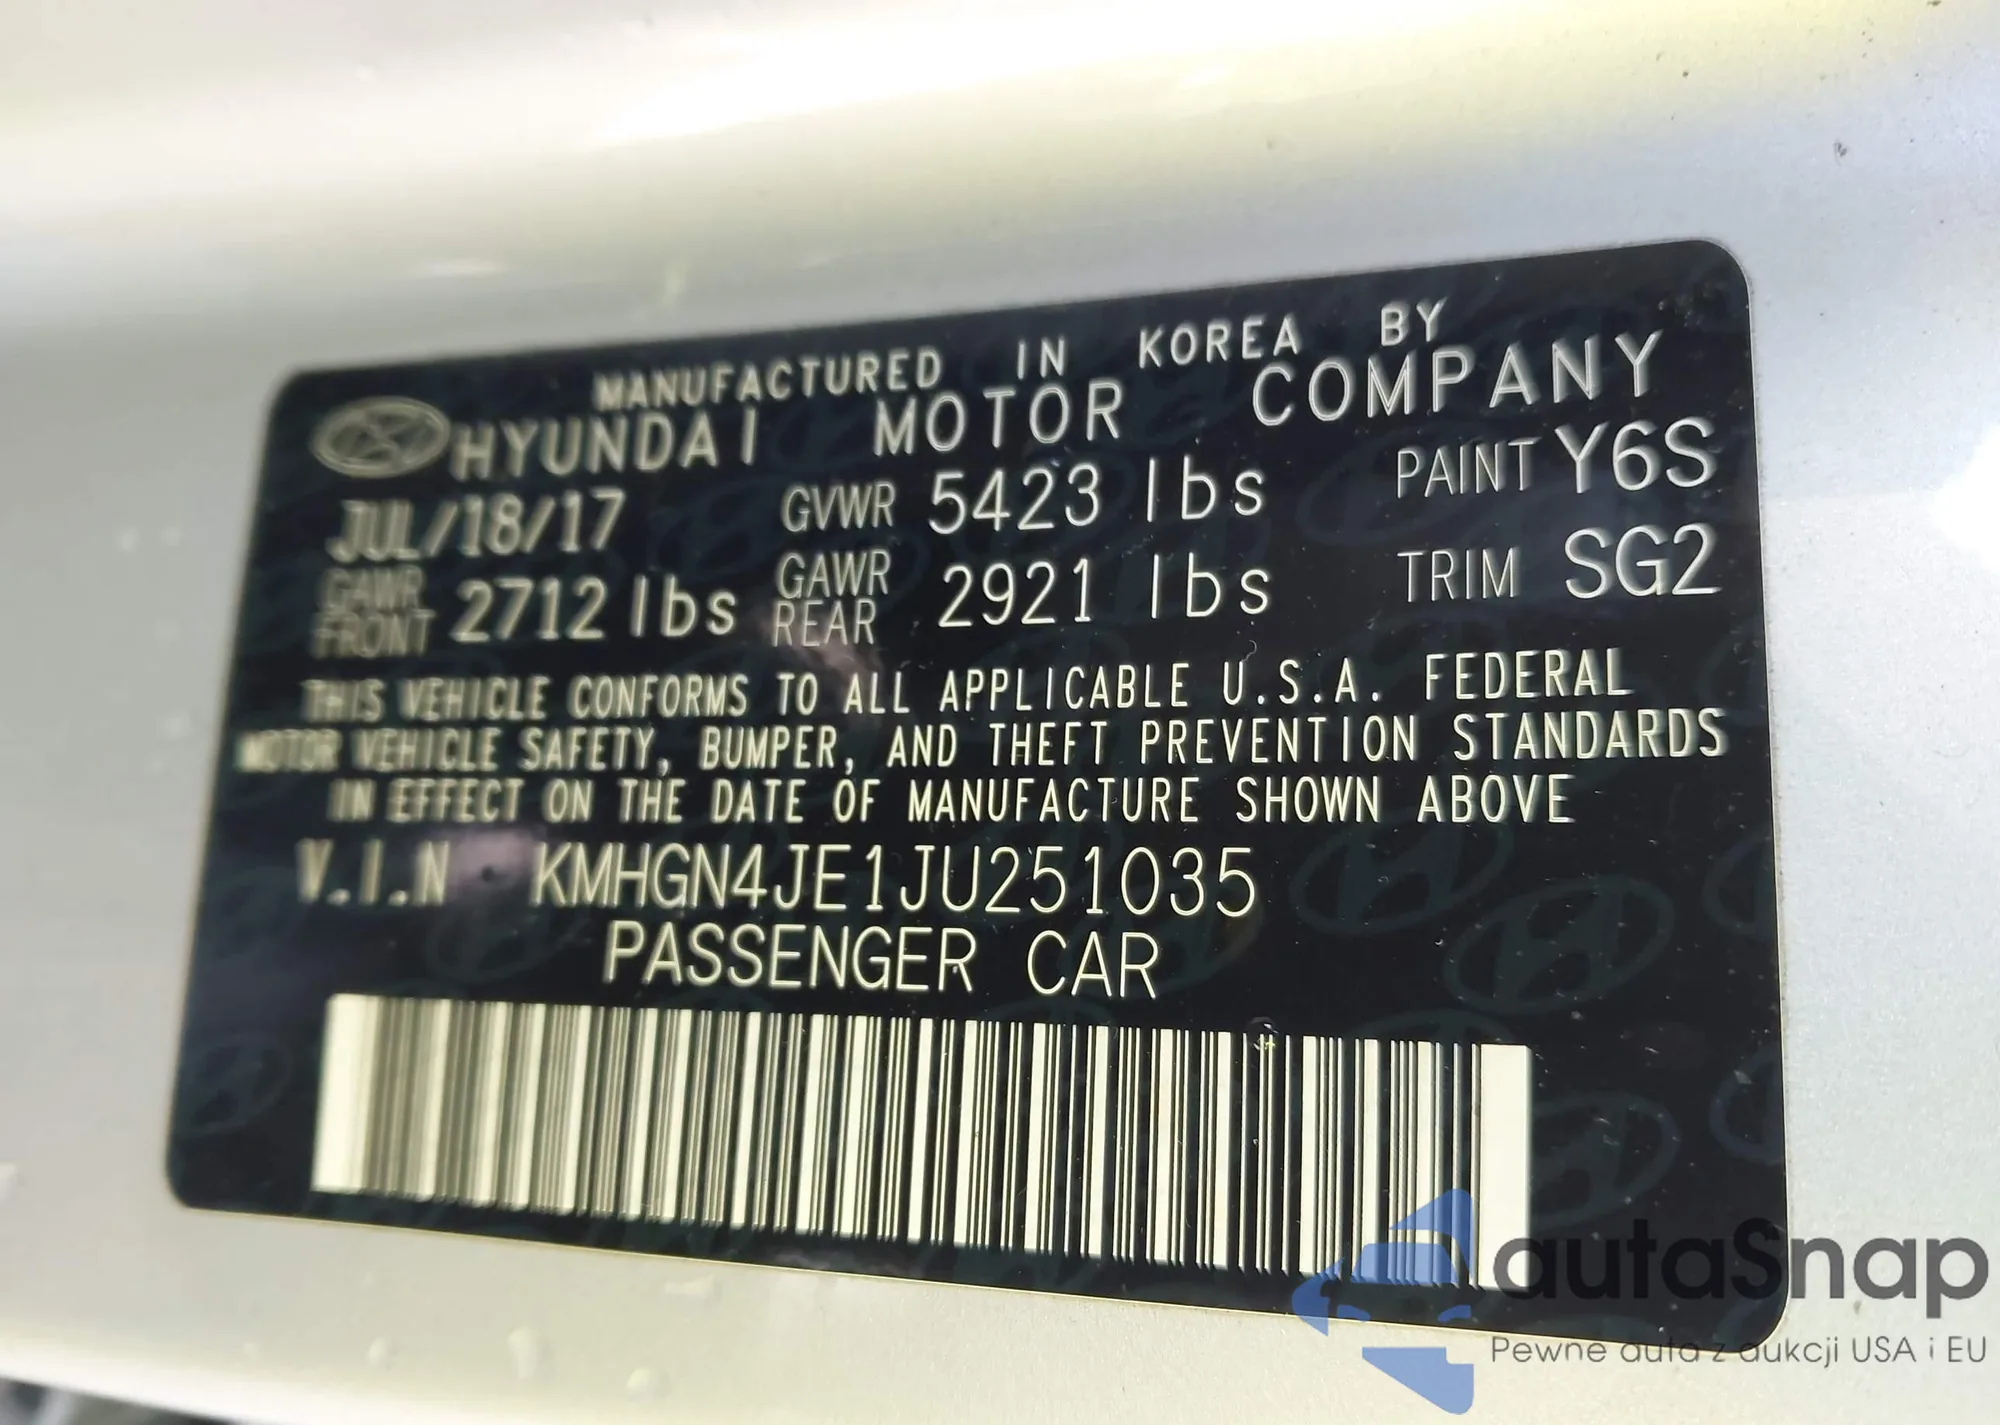 MANUFACTURED IN KOREA BY
HYUNDAI MOTOR COMPANY
JUL/18/17 GVWR 5423 lbs PAINT Y6S
GAWR FRONT 2712 lbs GAWR REAR 2921 lbs TRIM SG2
THIS VEHICLE CONFORMS TO ALL APPLICABLE U.S.A. FEDERAL
MOTOR VEHICLE SAFETY, BUMPER, AND THEFT PREVENTION STANDARDS
IN EFFECT ON THE DATE OF MANUFACTURE SHOWN ABOVE
V.I.N KMHGN4JE1JU251035
PASSENGER CAR
autaSnap
Pewne auta z aukcji USA i EU